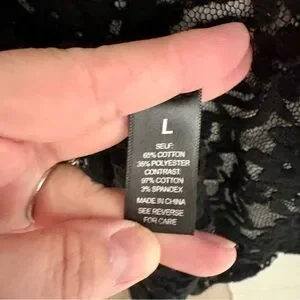 L
SELF:
65% COTTON
35% POLYESTER
CONTRAST:
97% COTTON
3% SPANDEX
MADE IN CHINA
SEE REVERSE
FOR CARE